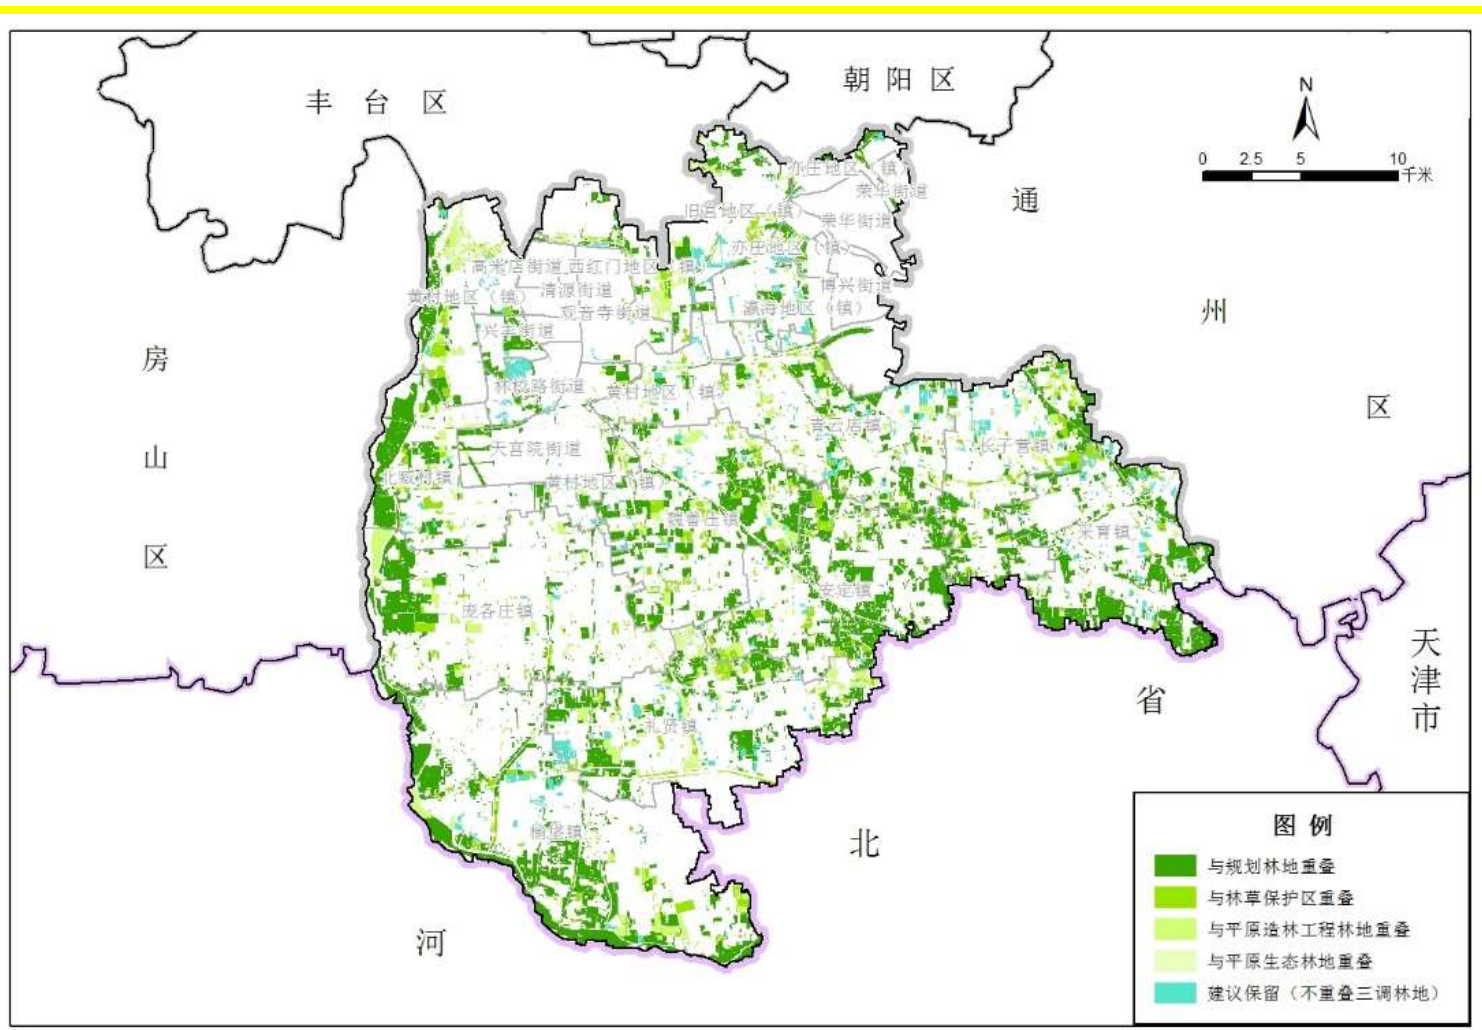 朝阳区
丰台区
N
0 2.5 5 10
千米
亦庄地区（镇）
荣华街道
通
旧宫地区（镇）
荣华街道
亦庄地区（镇）
高米店街道
西红门地区（镇）
黄村地区（镇）
清源街道
博兴街道
观音寺街道
瀛海地区（镇）
州
兴丰街道
房
林校路街道
黄村地区（镇）
区
青云店镇
长子营镇
山
天宫院街道
北臧村镇
黄村地区（镇）
魏善庄镇
采育镇
区
安定镇
庞各庄镇
天
津
市
省
礼贤镇
榆垡镇
北
河
图例
与规划林地重叠
与林草保护区重叠
与平原造林工程林地重叠
与平原生态林地重叠
建议保留（不重叠三调林地）